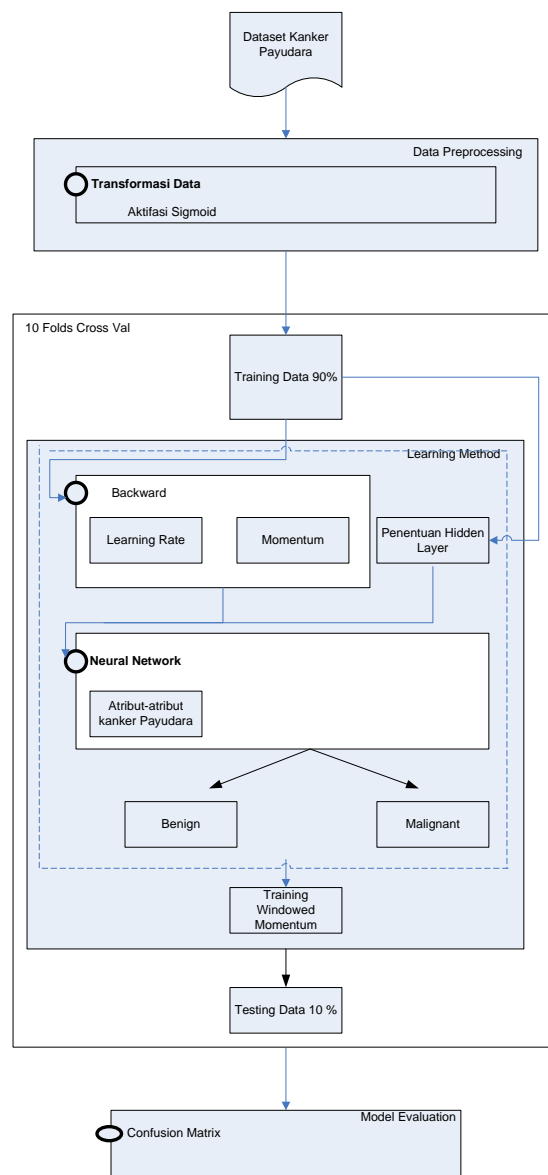 Dataset Kanker
Payudara
Data Preprocessing
Transformasi Data
Aktifasi Sigmoid
10 Folds Cross Val
Training Data 90%
Learning Method
Backward
Learning Rate
Momentum
Penentuan Hidden
Layer
Neural Network
Atribut-atribut
kanker Payudara
Benign
Malignant
Training
Windowed
Momentum
Testing Data 10 %
Model Evaluation
Confusion Matrix